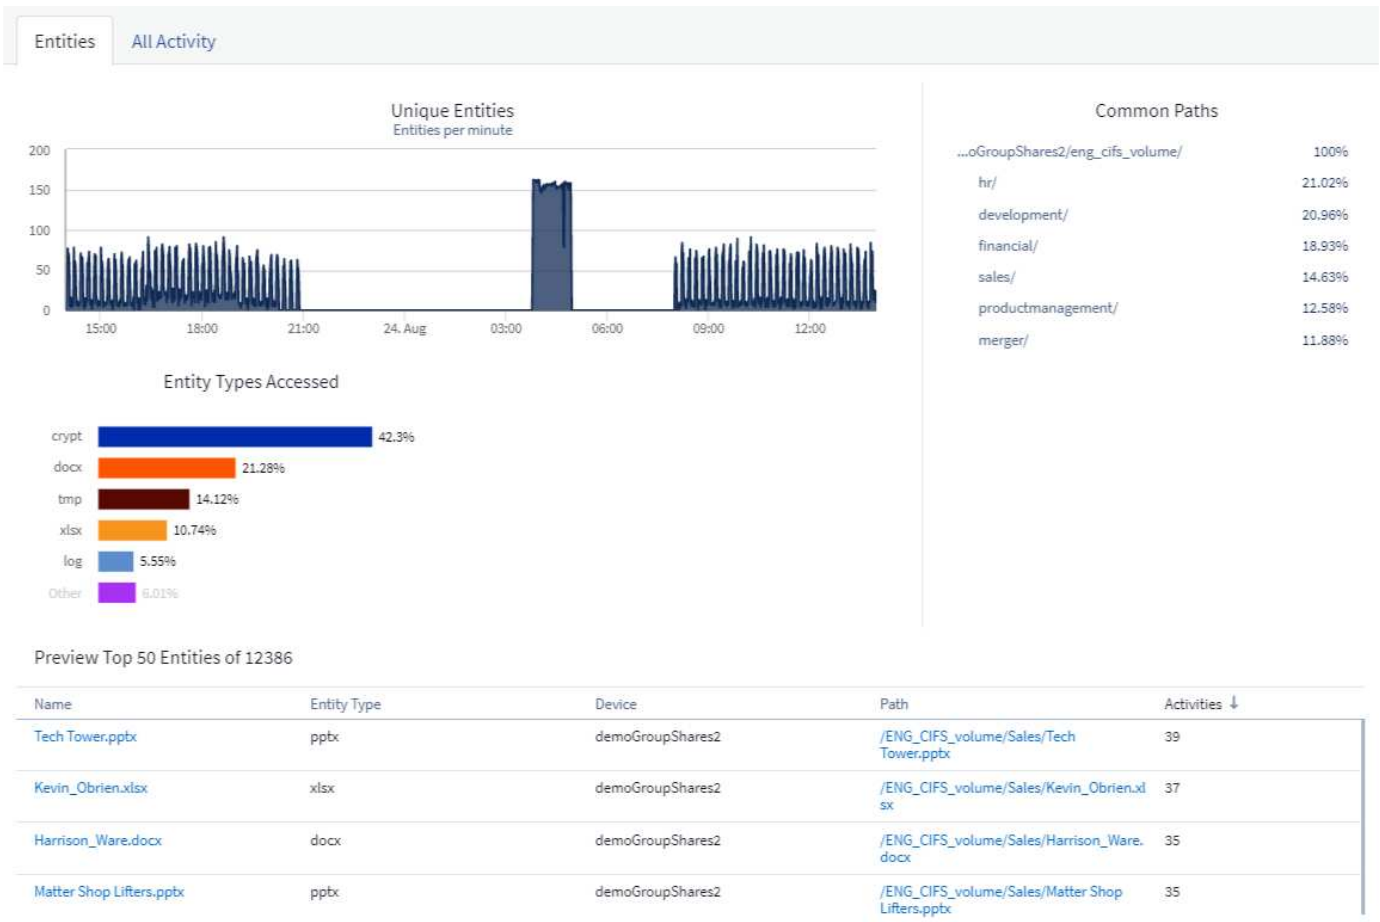 Entities All Activity
Unique Entities
Entities per minute
200
150
100
50
0
15:00 18:00 21:00 24. Aug 03:00 06:00 09:00 12:00
Common Paths
...oGroupShares2/eng_cifs_volume/ 100%
hr/ 21.02%
development/ 20.96%
financial/ 18.93%
sales/ 14.63%
productmanagement/ 12.58%
merger/ 11.88%
Entity Types Accessed
crypt 42.3%
docx 21.28%
tmp 14.12%
xlsx 10.74%
log 5.55%
Other 6.01%
Preview Top 50 Entities of 12386
Name Entity Type Device Path Activities ↓
Tech Tower.pptx pptx demoGroupShares2 /ENG_CIFS_volume/Sales/Tech 39
Tower.pptx
Kevin_Obrien.xlsx xlsx demoGroupShares2 /ENG_CIFS_volume/Sales/Kevin_Obrien.xl 37
sx
Harrison_Ware.docx docx demoGroupShares2 /ENG_CIFS_volume/Sales/Harrison_Ware. 35
docx
Matter Shop Lifters.pptx pptx demoGroupShares2 /ENG_CIFS_volume/Sales/Matter Shop 35
Lifters.pptx